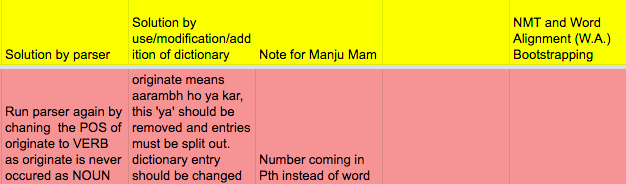 Solution by parser
Solution by
use/modification/add
ition of dictionary
Note for Manju Mam
NMT and Word
Alignment (W.A.)
Bootstrapping
Run parser again by
chaning the POS of
originate to VERB
as originate is never
occured as NOUN
originate means
aarambh ho ya kar,
this 'ya' should be
removed and entries
must be split out.
dictionary entry
should be changed
Number coming in
Pth instead of word